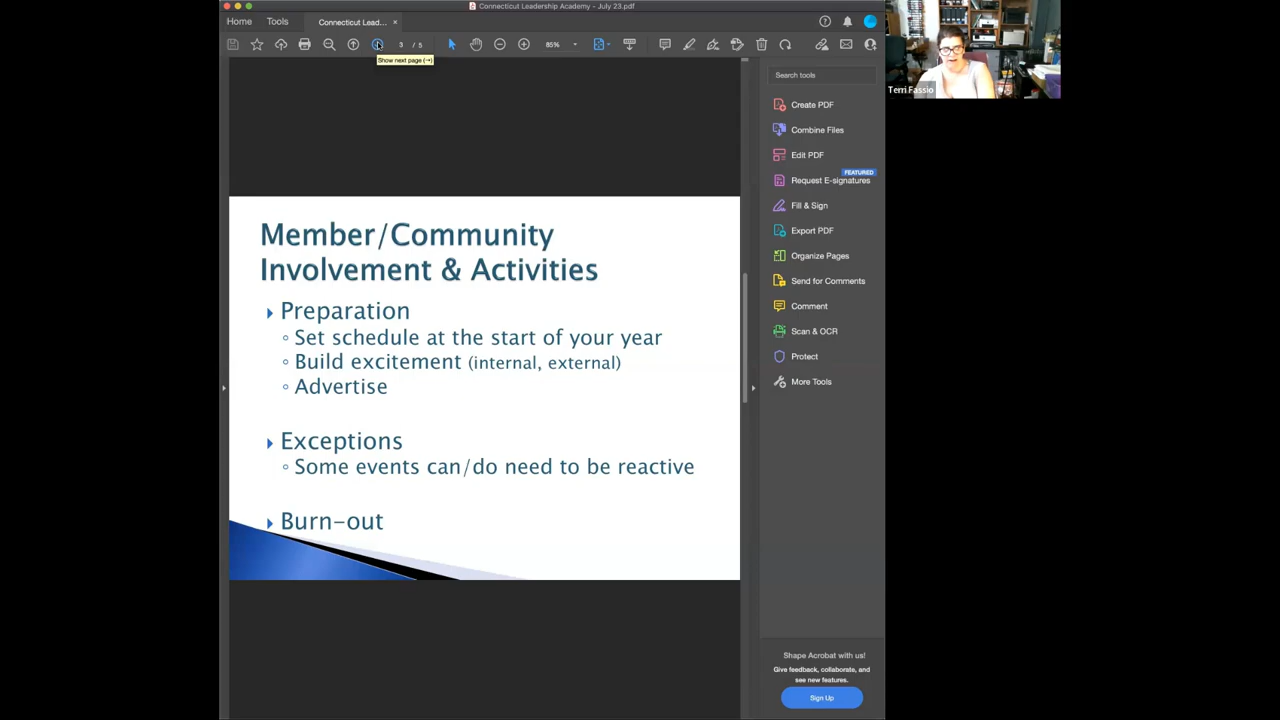 Connecticut Leadership Academy - July 23.pdf
Home
Tools
Connecticut Lead... ×
3 / 5
85%
Show next page (→)
Terri Fassio
Search tools
Create PDF
Combine Files
Edit PDF
FEATURED
Request E-signatures
Fill & Sign
Export PDF
Organize Pages
Send for Comments
Comment
Scan & OCR
Protect
More Tools
Member/Community
Involvement & Activities
Preparation
Set schedule at the start of your year
Build excitement (internal, external)
Advertise
Exceptions
Some events can/do need to be reactive
Burn-out
Shape Acrobat with us!
Give feedback, collaborate, and
see new features.
Sign Up